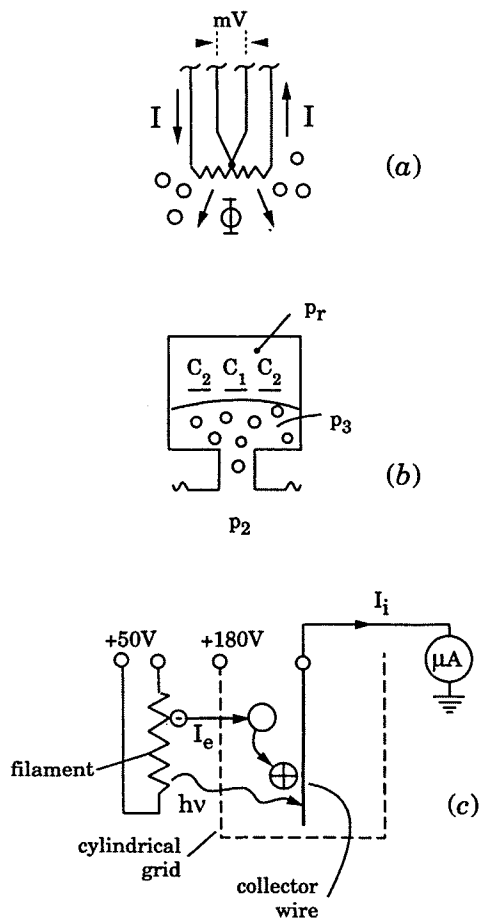 mV
I
I
(a)
Φ
p_r
C_2 C_1 C_2
p_3
(b)
p_2
I_i
+50V
+180V
μA
-
I_e
filament
+
hν
(c)
cylindrical
grid
collector
wire